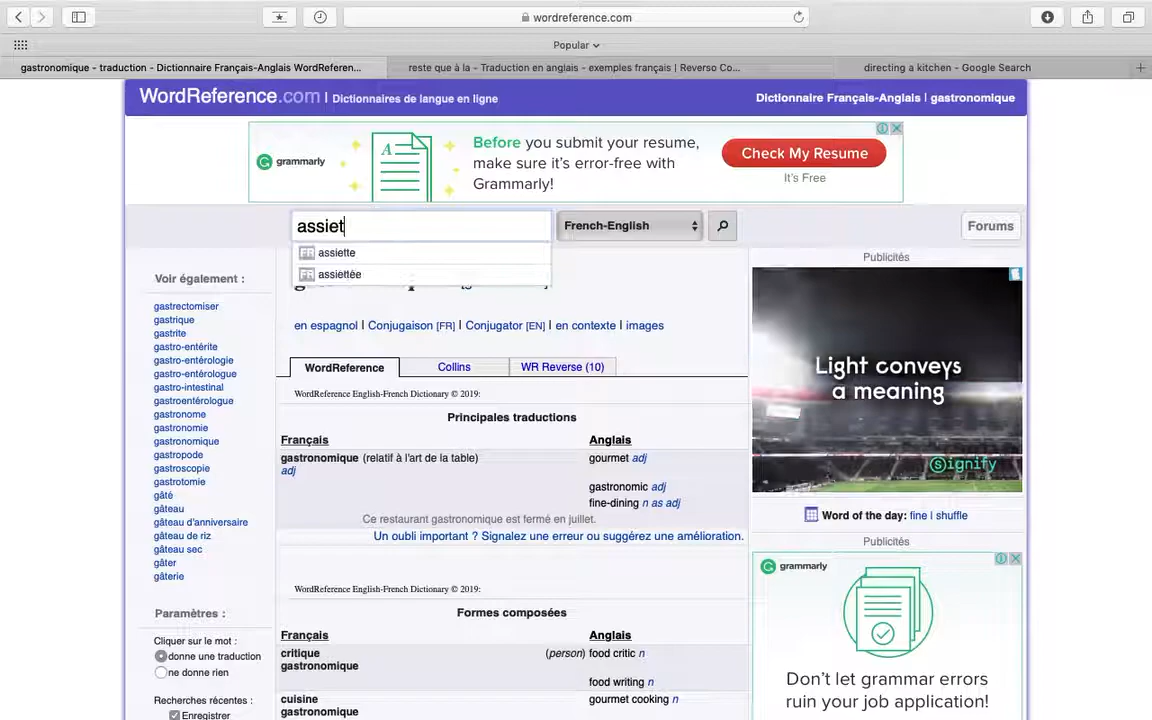 wordreference.com
Popular
gastronomique – traduction - Dictionnaire Français-Anglais WordReferen...
reste que à la - Traduction en anglais - exemples français | Reverso Co...
directing a kitchen - Google Search
WordReference.com | Dictionnaires de langue en ligne
Dictionnaire Français-Anglais | gastronomique
grammarly
A
Before you submit your resume,
make sure it's error-free with
Grammarly!
Check My Resume
It's Free
assiet
French-English
Forums
FR assiette
FR assiettée
Publicités
Voir également :
gastrectomiser
gastrique
gastrite
gastro-entérite
gastro-entérologie
gastro-entérologue
gastro-intestinal
gastroentérologue
gastronome
gastronomie
gastronomique
gastropode
gastroscopie
gastrotomie
gâté
gâteau
gâteau d'anniversaire
gâteau de riz
gâteau sec
gâter
gâterie
Paramètres :
Cliquer sur le mot :
donne une traduction
ne donne rien
Recherches récentes :
Enregistrer
en espagnol | Conjugaison [FR] | Conjugator [EN] | en contexte | images
WordReference
Collins
WR Reverse (10)
WordReference English-French Dictionary © 2019:
Principales traductions
Français Anglais
gastronomique (relatif à l'art de la table) gourmet adj
adj
gastronomic adj
fine-dining n as adj
Ce restaurant gastronomique est fermé en juillet.
Un oubli important ? Signalez une erreur ou suggérez une amélioration.
WordReference English-French Dictionary © 2019:
Formes composées
Français Anglais
critique (person) food critic n
gastronomique
food writing n
cuisine gourmet cooking n
gastronomique
Light conveys
a meaning
signify
Word of the day: fine | shuffle
Publicités
grammarly
Don't let grammar errors
ruin your job application!